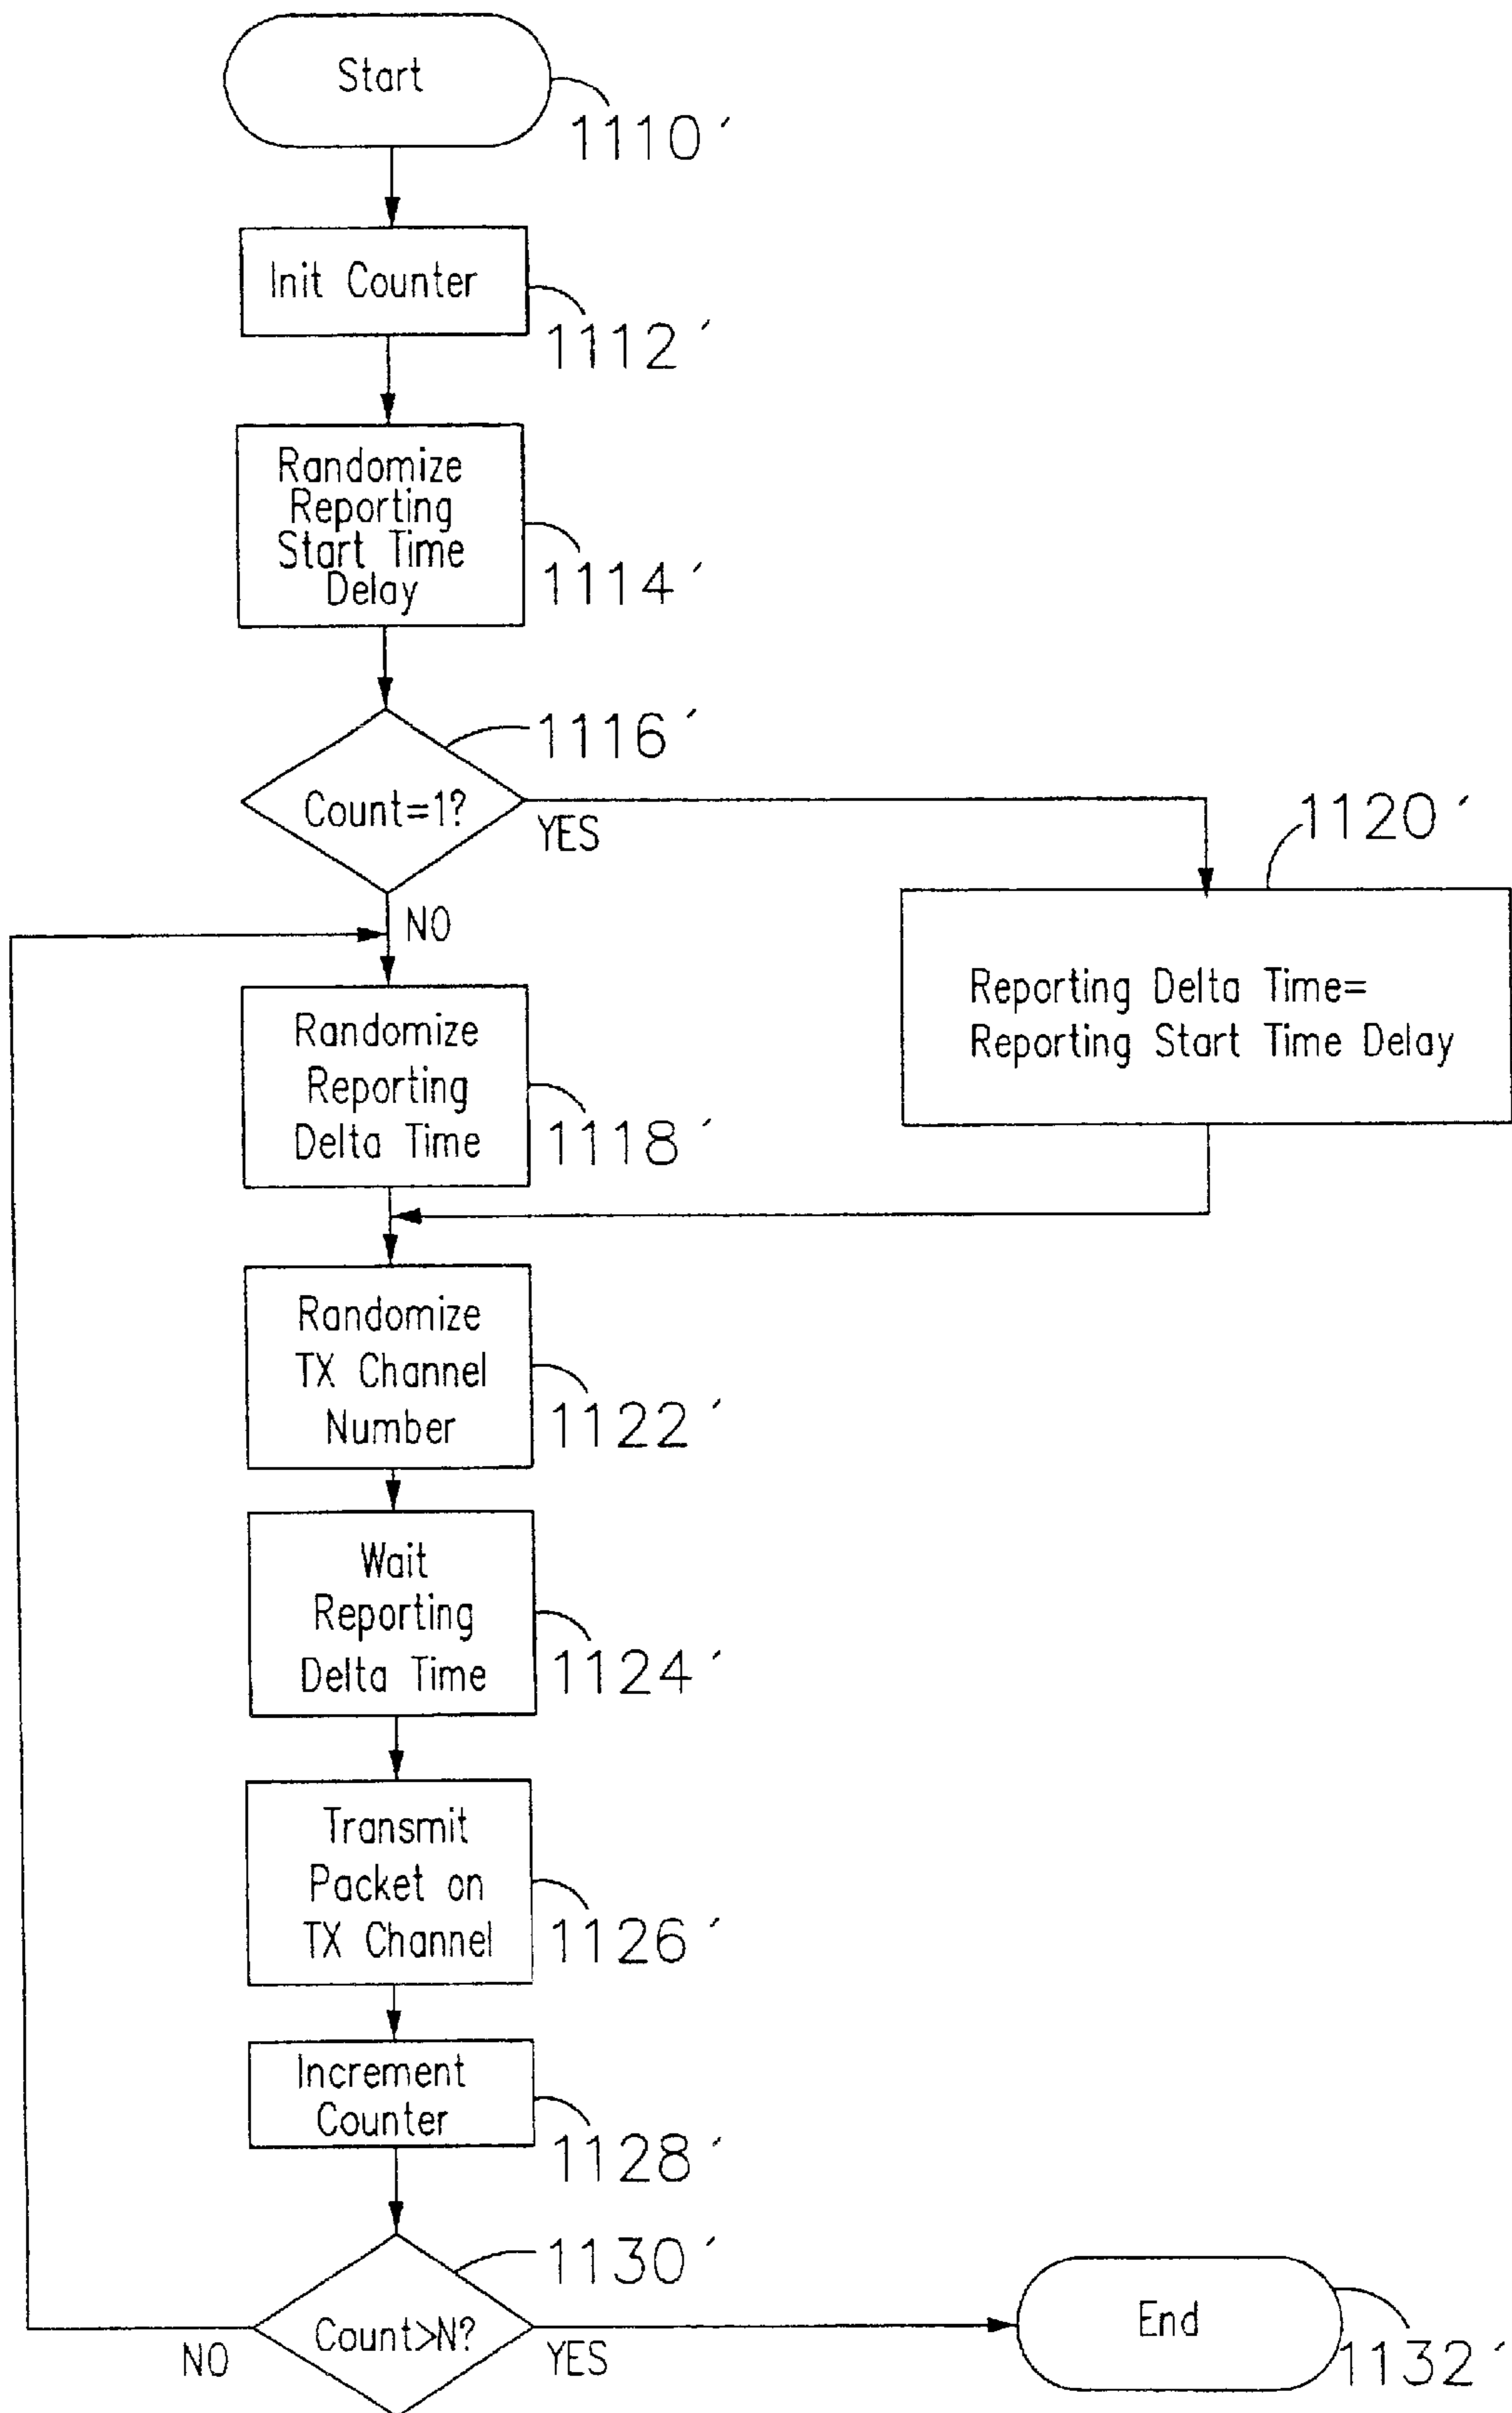 Start
1110´
Init Counter
1112´
Randomize
Reporting
Start Time
Delay
1114´
1116´
Count=1?
YES
NO
1120´
Reporting Delta Time=
Reporting Start Time Delay
Randomize
Reporting
Delta Time
1118´
Randomize
TX Channel
Number
1122´
Wait
Reporting
Delta Time
1124´
Transmit
Packet on
TX Channel
1126´
Increment
Counter
1128´
1130´
Count>N?
NO
YES
End
1132´